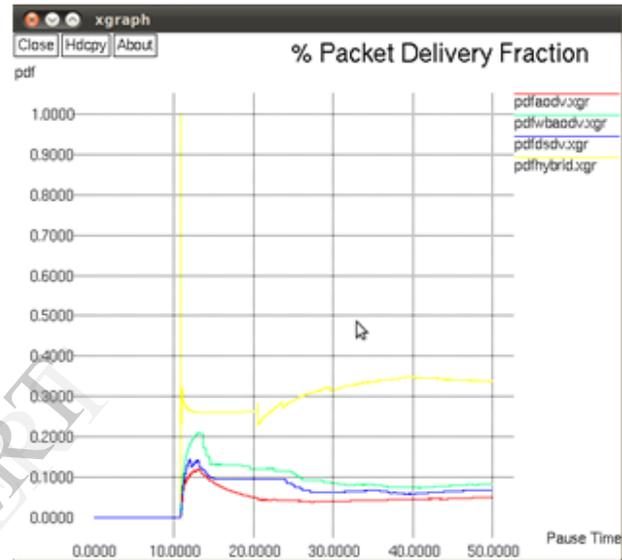 xgraph
Close Hdcpy About
% Packet Delivery Fraction
pdf
pdfaodv.xgr
pdfwbaodv.xgr
pdfdsdv.xgr
pdfhybrid.xgr
1.0000
0.9000
0.8000
0.7000
0.6000
0.5000
0.4000
0.3000
0.2000
0.1000
0.0000
Pause Time
0.0000 10.0000 20.0000 30.0000 40.0000 50.0000